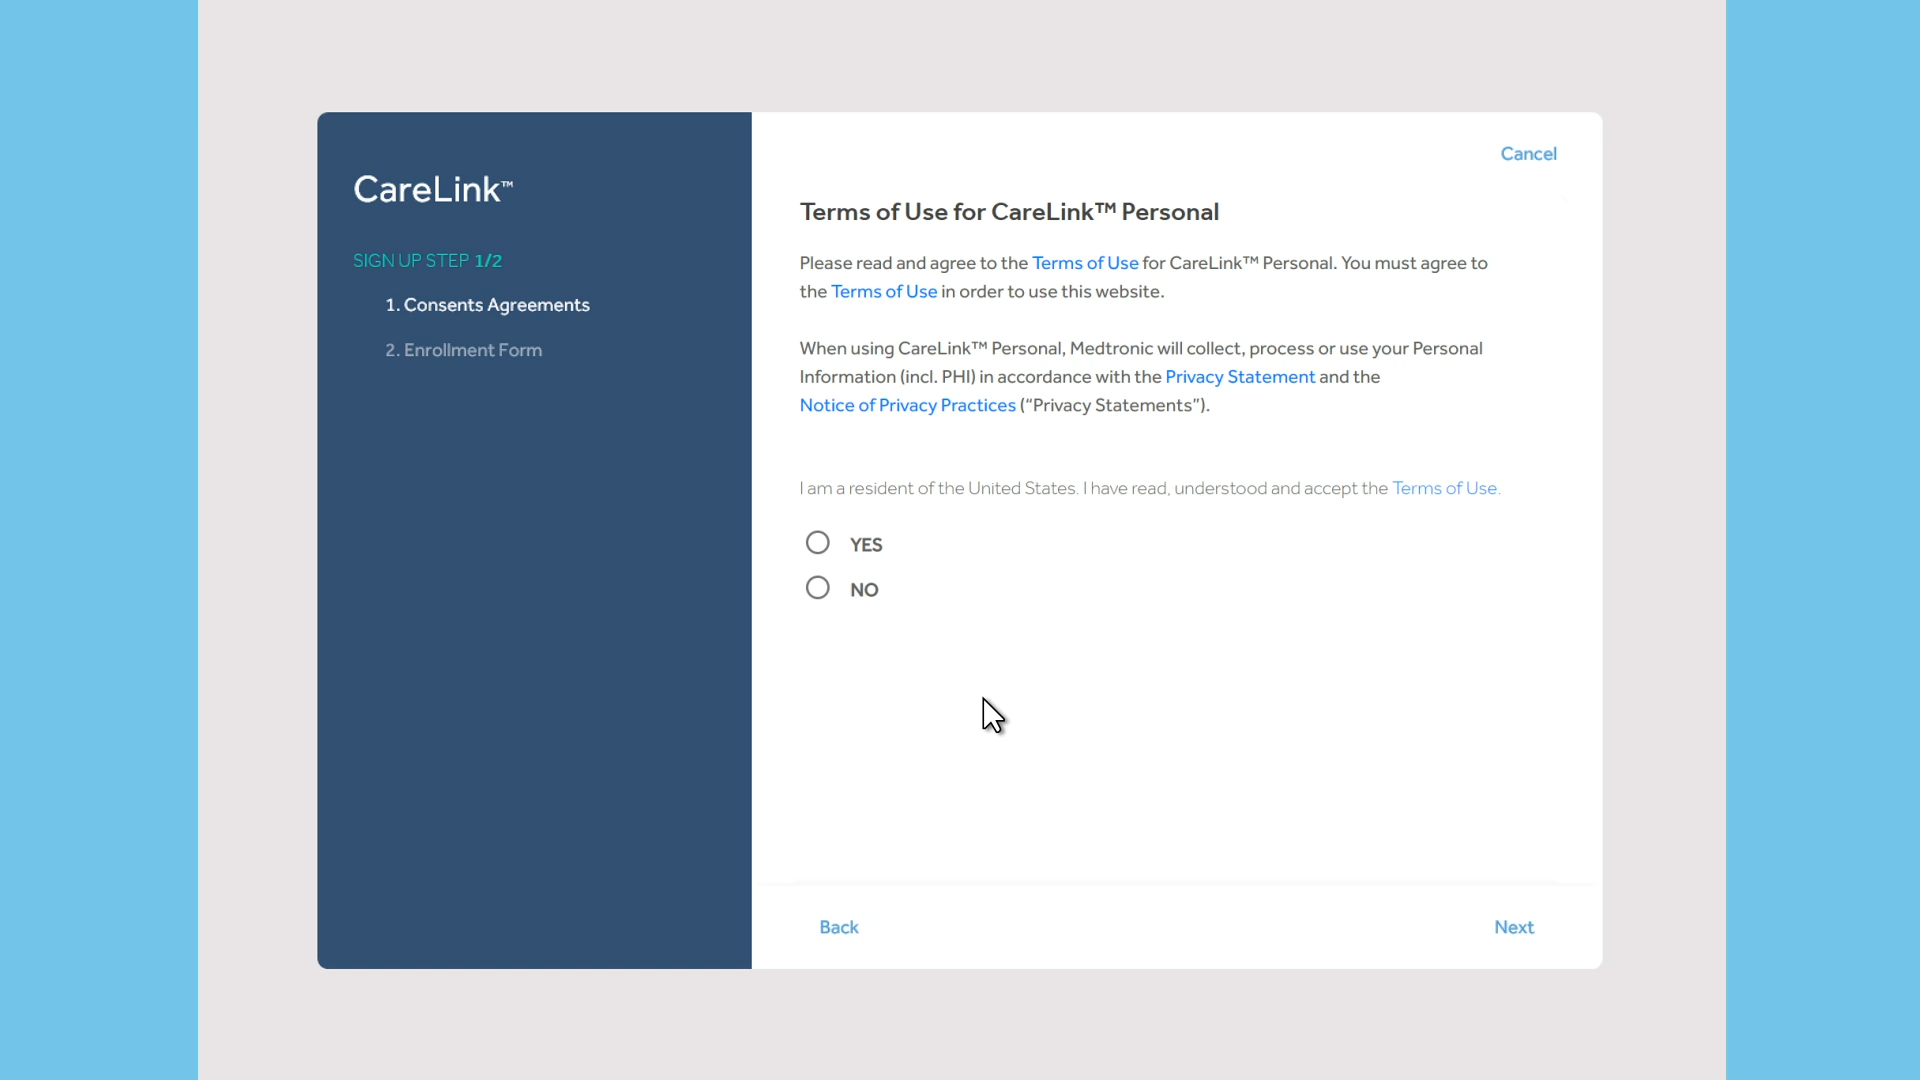 CareLink™
SIGN UP STEP 1/2
1. Consents Agreements
2. Enrollment Form
Cancel
Terms of Use for CareLink™ Personal
Please read and agree to the Terms of Use for CareLink™ Personal. You must agree to
the Terms of Use in order to use this website.
When using CareLink™ Personal, Medtronic will collect, process or use your Personal
Information (incl. PHI) in accordance with the Privacy Statement and the
Notice of Privacy Practices (“Privacy Statements”).
I am a resident of the United States. I have read, understood and accept the Terms of Use.
YES
NO
Back
Next